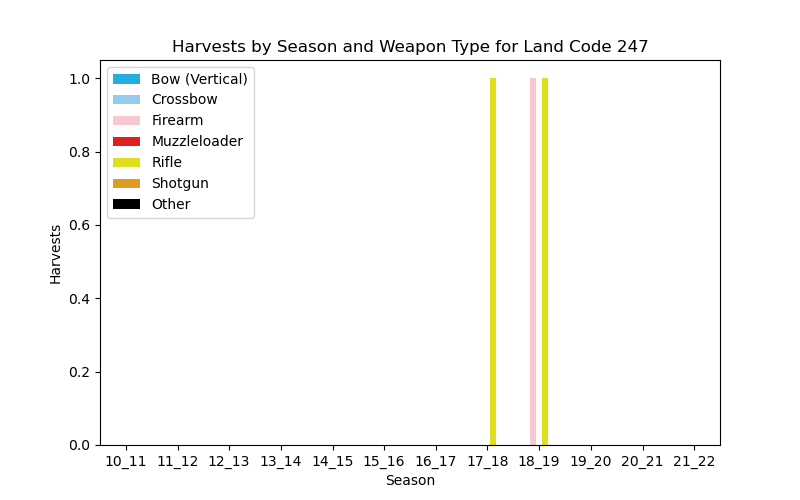 Harvests by Season and Weapon Type for Land Code 247
Bow (Vertical)
Crossbow
Firearm
Muzzleloader
Rifle
Shotgun
Other
Harvests
1.0
0.8
0.6
0.4
0.2
0.0
10_11 11_12 12_13 13_14 14_15 15_16 16_17 17_18 18_19 19_20 20_21 21_22
Season